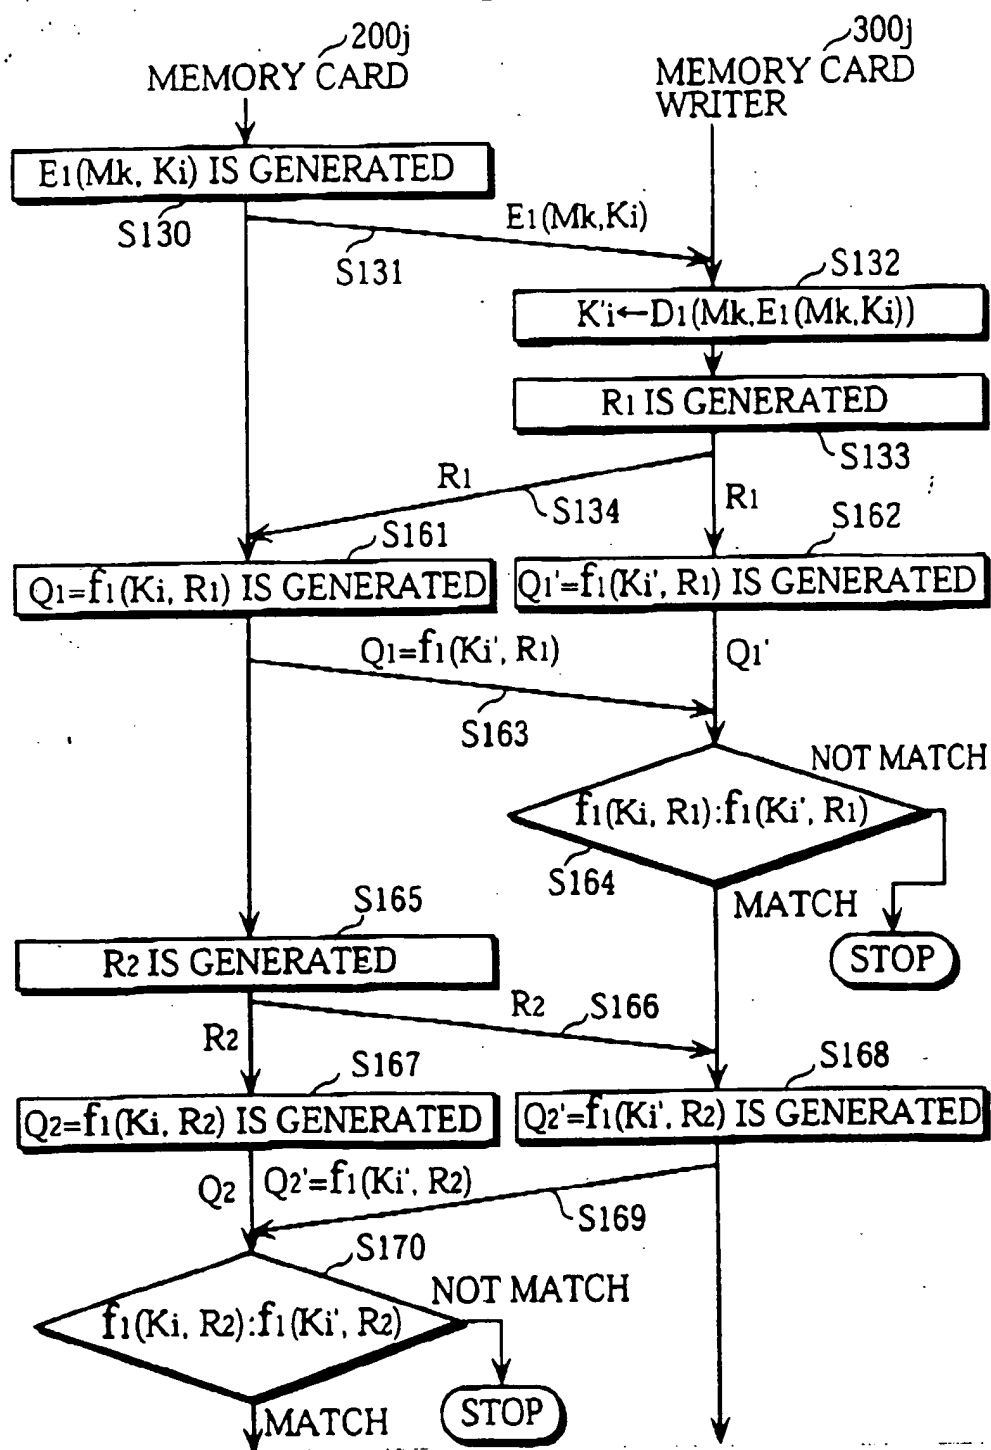 200j
MEMORY CARD
300j
MEMORY CARD
WRITER
E1(Mk, Ki) IS GENERATED
S130
E1(Mk,Ki)
S131
S132
K'i←D1(Mk,E1(Mk,Ki))
R1 IS GENERATED
S133
R1
S134
R1
S161
S162
Q1=f1(Ki, R1) IS GENERATED
Q1'=f1(Ki', R1) IS GENERATED
Q1=f1(Ki', R1)
Q1'
S163
NOT MATCH
f1(Ki, R1):f1(Ki', R1)
S164
MATCH
STOP
S165
R2 IS GENERATED
R2
S166
R2
S167
S168
Q2=f1(Ki, R2) IS GENERATED
Q2'=f1(Ki', R2) IS GENERATED
Q2
Q2'=f1(Ki', R2)
S169
S170
NOT MATCH
f1(Ki, R2):f1(Ki', R2)
STOP
MATCH